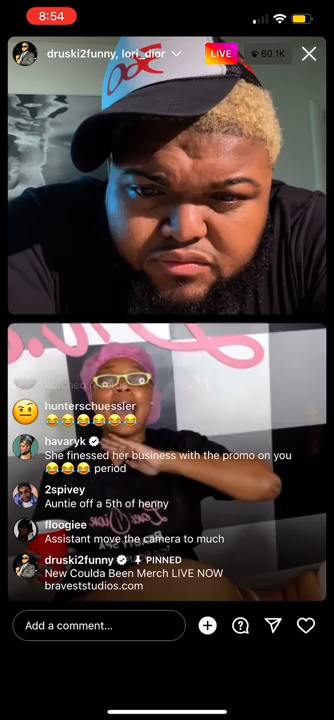 8:54
druski2funny, lori_dior
LIVE
60.1K
hunterschuessler
😂😂😂😂😂😂
havaryk
She finessed her business with the promo on you
😂😂😂 period
2spivey
Auntie off a 5th of henny
floogiee
Assistant move the camera to much
druski2funny PINNED
New Coulda Been Merch LIVE NOW
braveststudios.com
Add a comment...